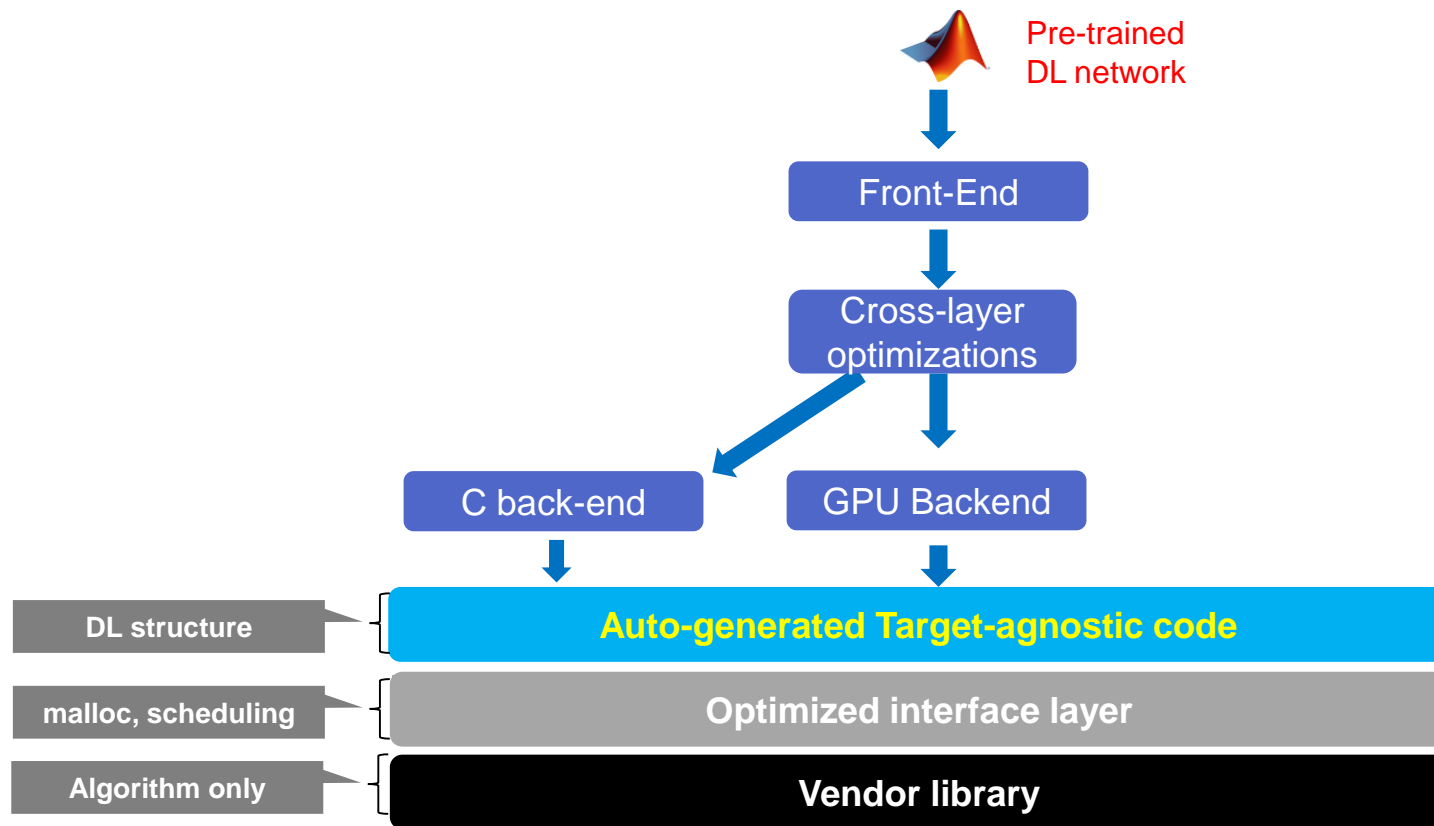 Pre-trained
DL network
Front-End
Cross-layer
optimizations
C back-end
GPU Backend
DL structure
Auto-generated Target-agnostic code
malloc, scheduling
Optimized interface layer
Algorithm only
Vendor library